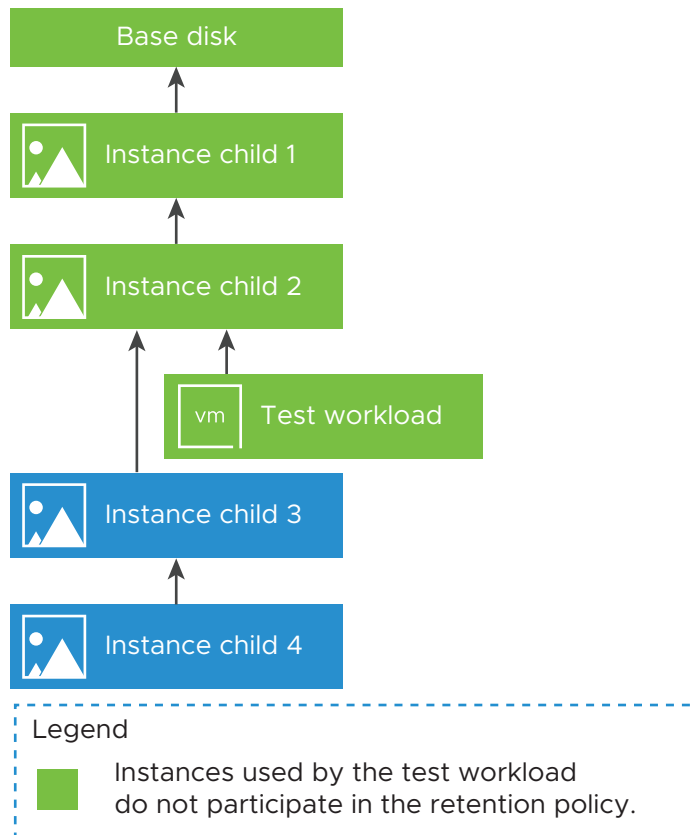 Base disk
Instance child 1
Instance child 2
vm Test workload
Instance child 3
Instance child 4
Legend
Instances used by the test workload
do not participate in the retention policy.